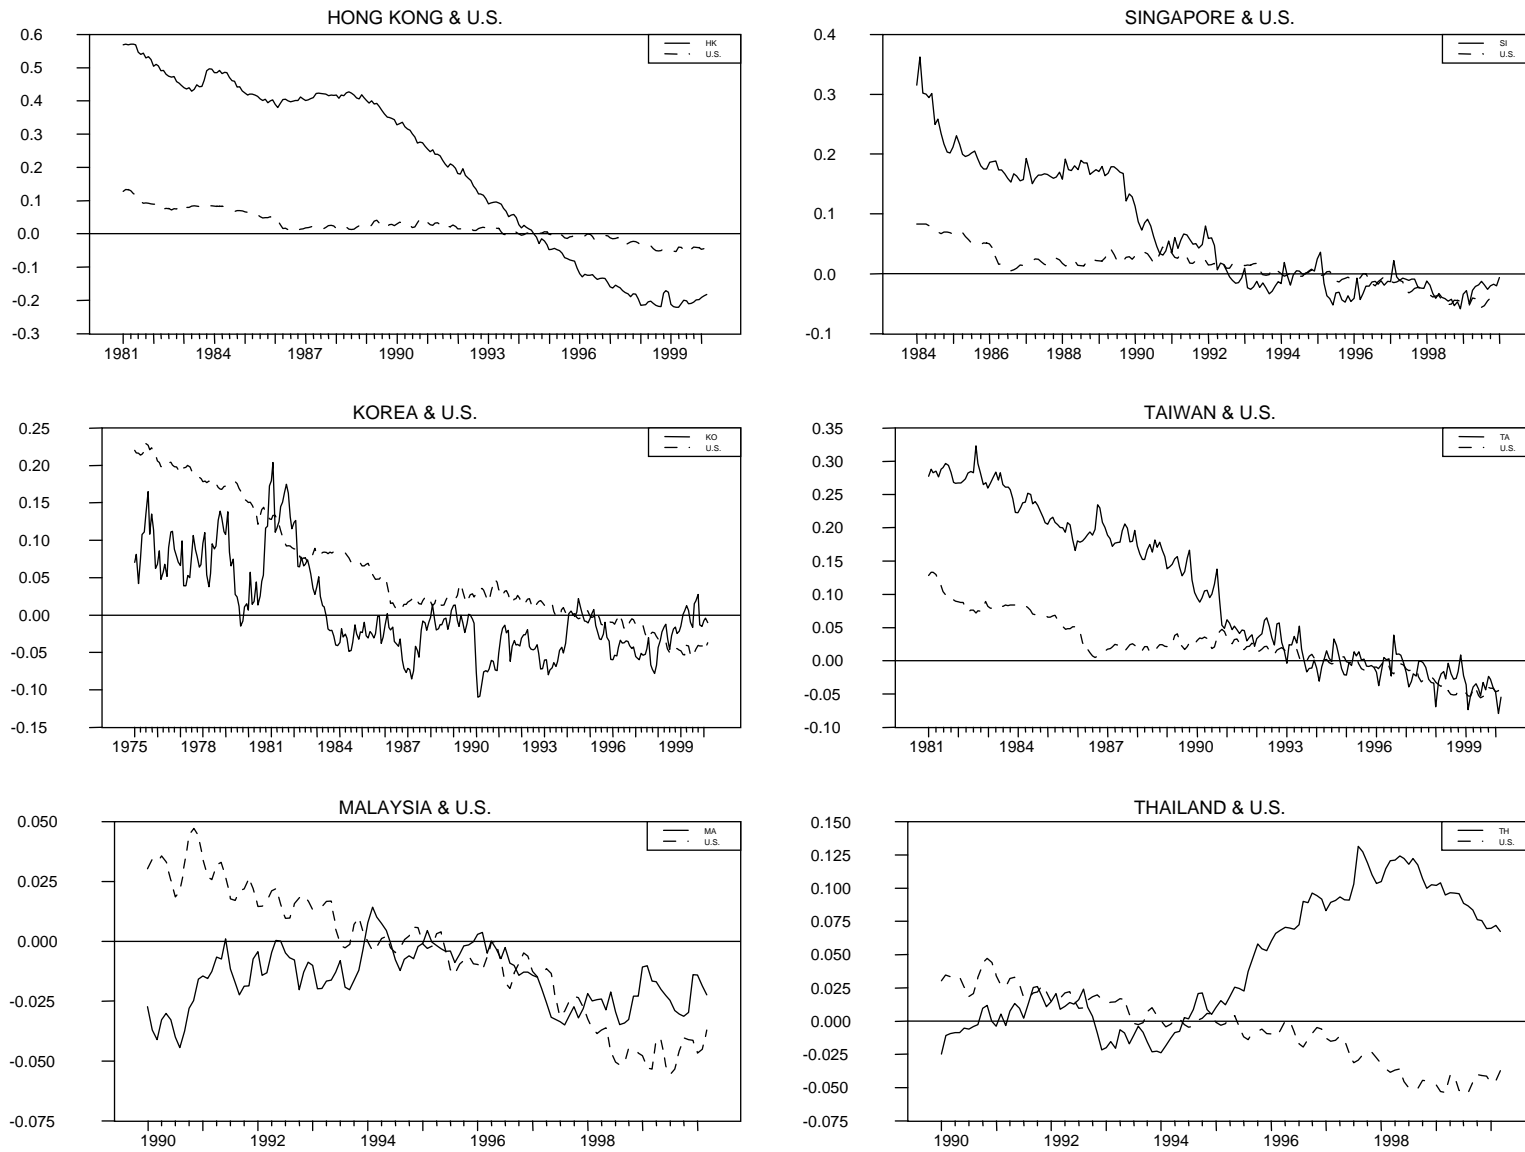 HONG KONG & U.S.
HK
U.S.
0.6
0.5
0.4
0.3
0.2
0.1
0.0
-0.1
-0.2
-0.3
1981 1984 1987 1990 1993 1996 1999
SINGAPORE & U.S.
SI
U.S.
0.4
0.3
0.2
0.1
0.0
-0.1
1984 1986 1988 1990 1992 1994 1996 1998
KOREA & U.S.
KO
U.S.
0.25
0.20
0.15
0.10
0.05
0.00
-0.05
-0.10
-0.15
1975 1978 1981 1984 1987 1990 1993 1996 1999
TAIWAN & U.S.
TA
U.S.
0.35
0.30
0.25
0.20
0.15
0.10
0.05
0.00
-0.05
-0.10
1981 1984 1987 1990 1993 1996 1999
MALAYSIA & U.S.
MA
U.S.
0.050
0.025
0.000
-0.025
-0.050
-0.075
1990 1992 1994 1996 1998
THAILAND & U.S.
TH
U.S.
0.150
0.125
0.100
0.075
0.050
0.025
0.000
-0.025
-0.050
-0.075
1990 1992 1994 1996 1998